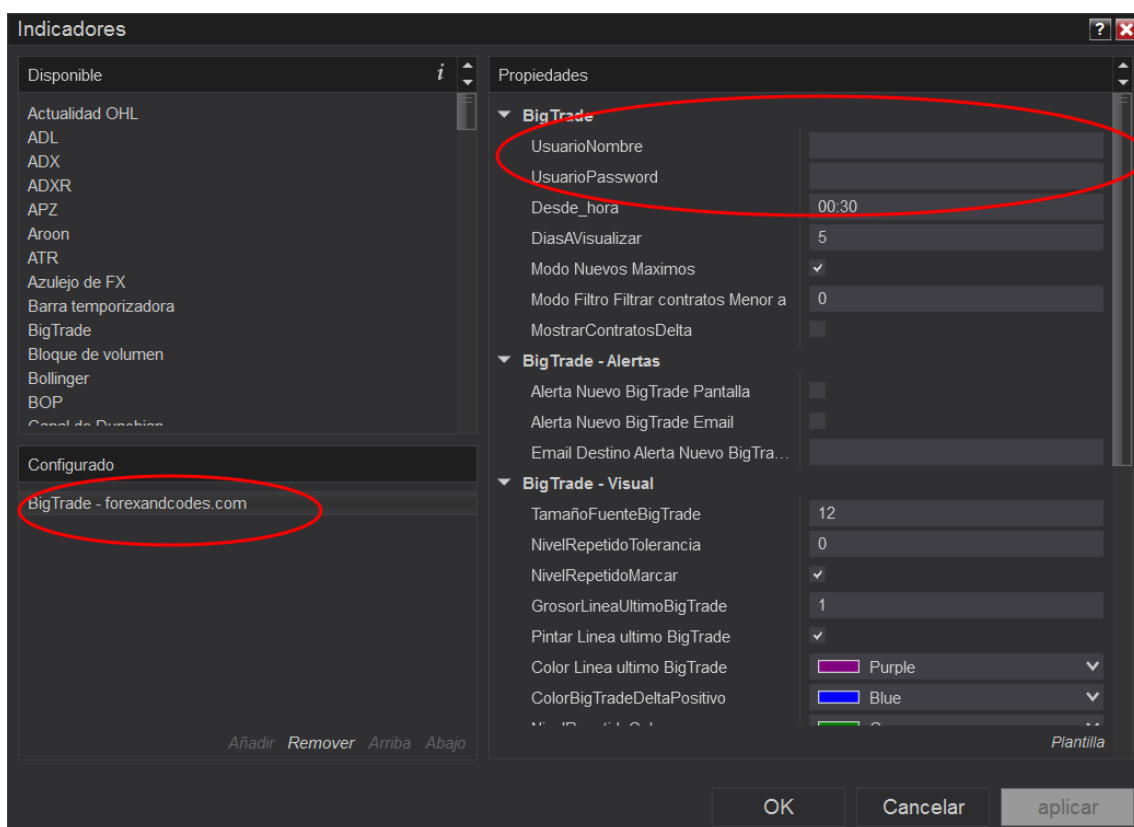 Indicadores
?
Disponible
i
Actualidad OHL
ADL
ADX
ADXR
APZ
Aroon
ATR
Azulejo de FX
Barra temporizadora
BigTrade
Bloque de volumen
Bollinger
BOP
Configurado
BigTrade - forexandcodes.com
Añadir Remover Arriba Abajo
Propiedades
BigTrade
UsuarioNombre
UsuarioPassword
Desde_hora 00:30
DiasAVisualizar 5
Modo Nuevos Maximos
Modo Filtro Filtrar contratos Menor a 0
MostrarContratosDelta
BigTrade - Alertas
Alerta Nuevo BigTrade Pantalla
Alerta Nuevo BigTrade Email
Email Destino Alerta Nuevo BigTra...
BigTrade - Visual
TamañoFuenteBigTrade 12
NivelRepetidoTolerancia 0
NivelRepetidoMarcar
GrosorLineaUltimoBigTrade 1
Pintar Linea ultimo BigTrade
Color Linea ultimo BigTrade Purple
ColorBigTradeDeltaPositivo Blue
Plantilla
OK Cancelar aplicar